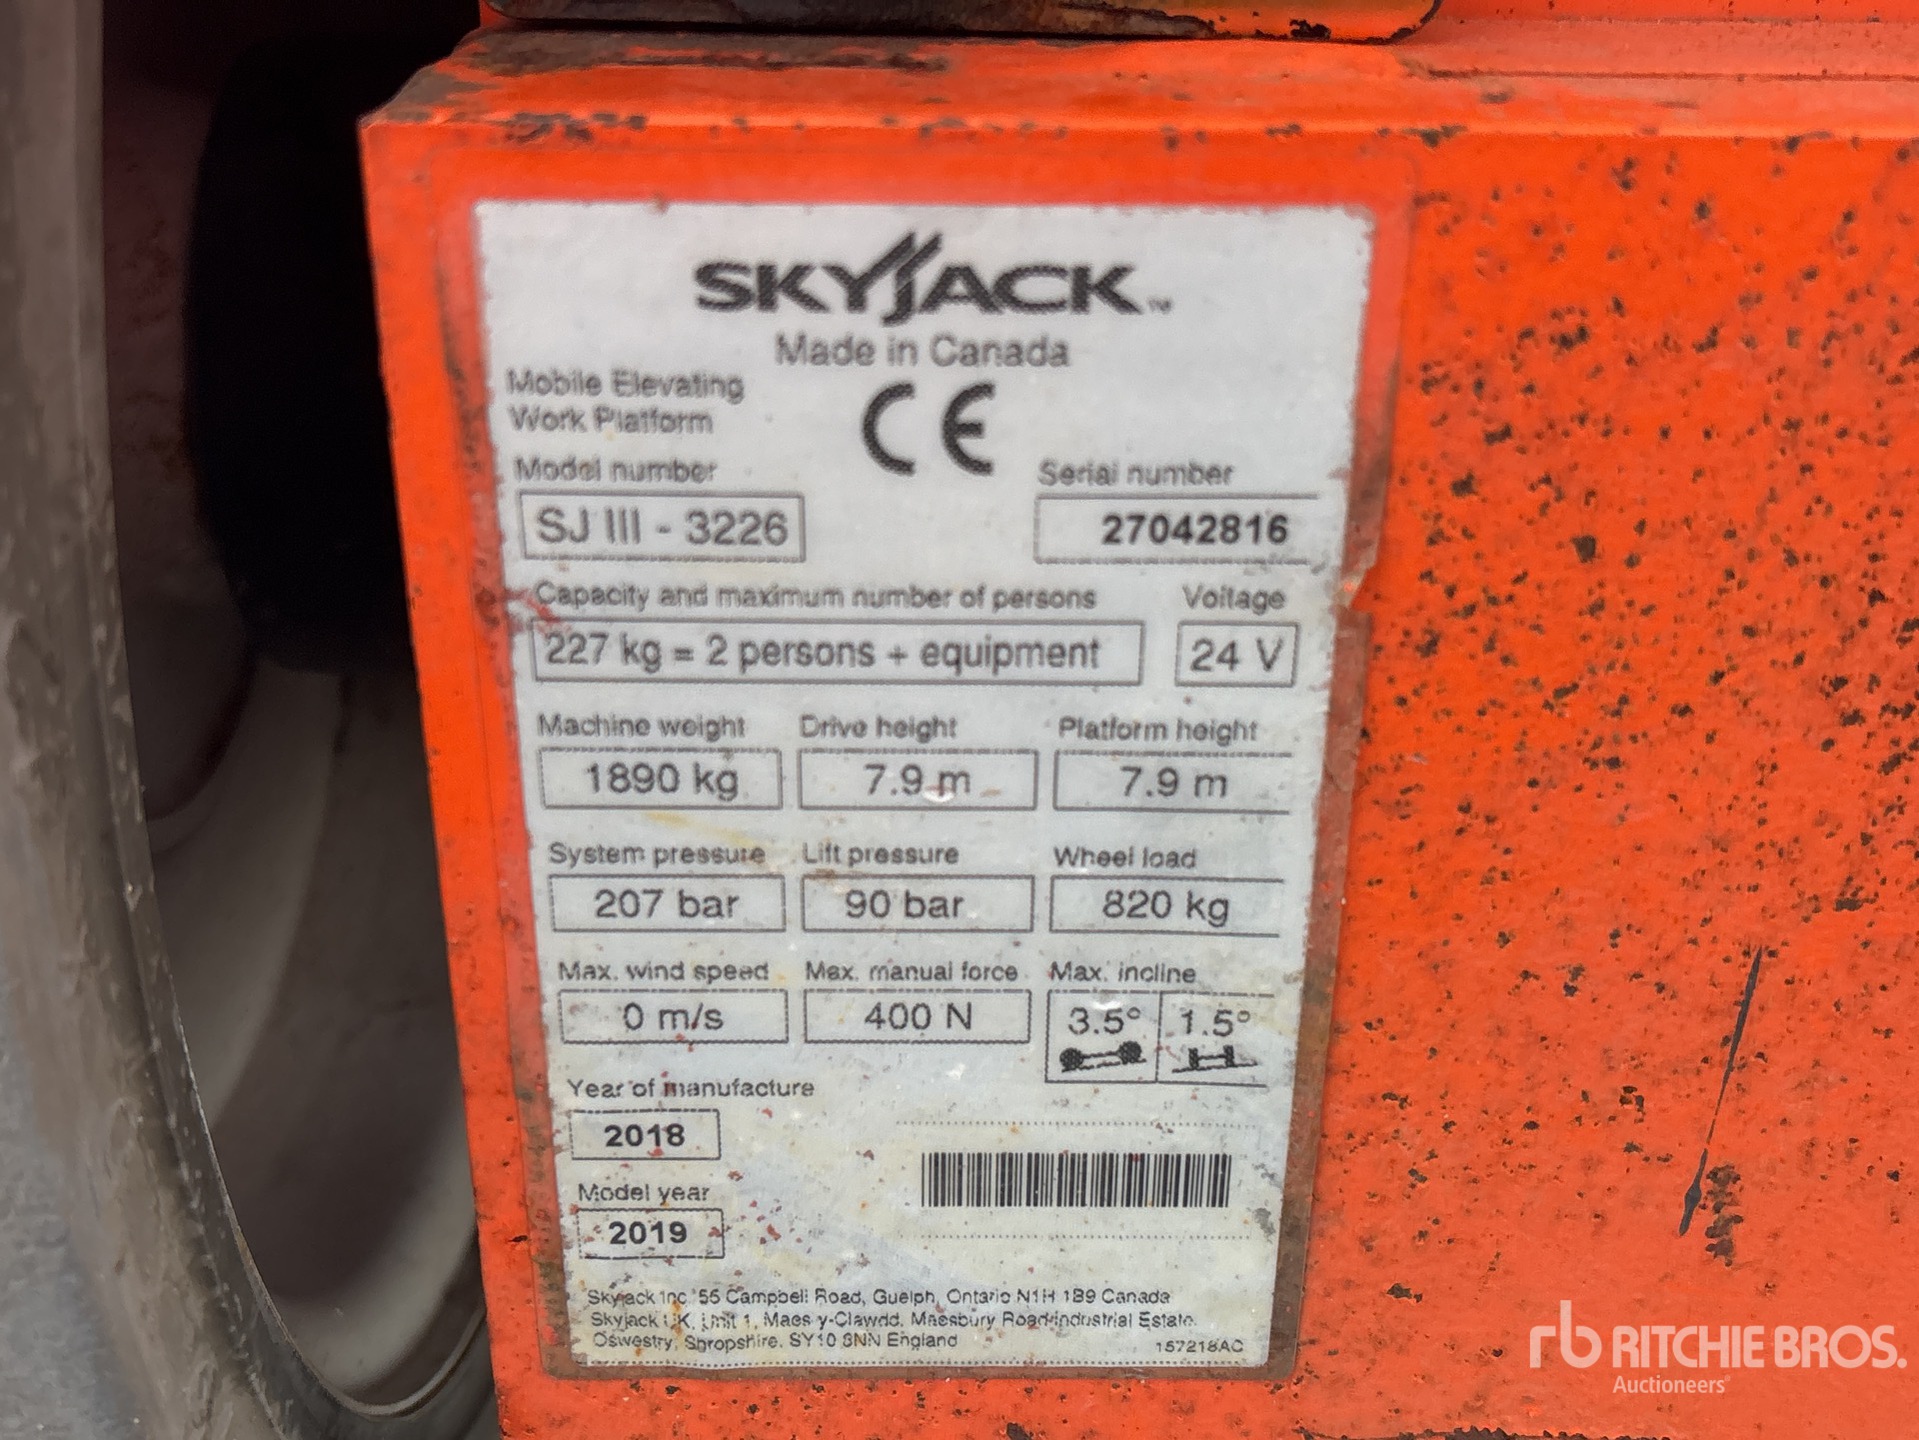 SKYJACK™
Made in Canada
Mobile Elevating
Work Platform
CE
Model number
SJ III - 3226
Serial number
27042816
Capacity and maximum number of persons
227 kg = 2 persons + equipment
Voltage
24 V
Machine weight Drive height Platform height
1890 kg 7.9 m 7.9 m
System pressure Lift pressure Wheel load
207 bar 90 bar 820 kg
Max. wind speed Max. manual force Max. incline
0 m/s 400 N 3.5° 1.5°
Year of manufacture
2018
Model year
2019
Skyjack Inc. 55 Campbell Road, Guelph, Ontario N1H 1B9 Canada
Skyjack UK, Unit 1, Maes-y-Clawdd, Maesbury Road Industrial Estate.
Oswestry, Shropshire. SY10 8NN England
157218AC
rb RITCHIE BROS.
Auctioneers